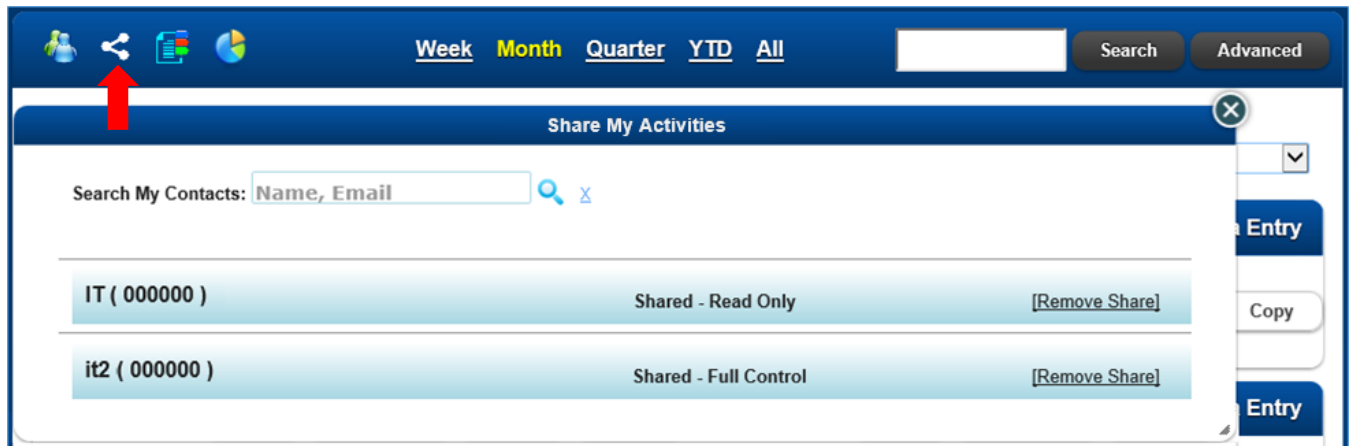 Week Month Quarter YTD All Search Advanced
Share My Activities
Search My Contacts: Name, Email X
Entry
IT ( 000000 ) Shared - Read Only [Remove Share]
Copy
it2 ( 000000 ) Shared - Full Control [Remove Share]
Entry